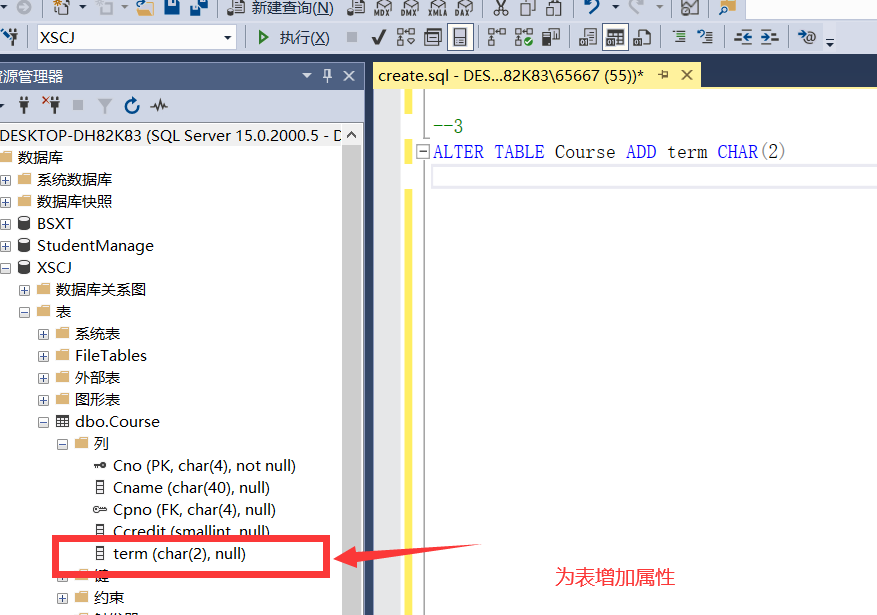 新建查询(N)
MDX
DMX
XMLA
DAX
XSCJ
执行(X)
源管理器
create.sql - DES...82K83\65667 (55))*
DESKTOP-DH82K83 (SQL Server 15.0.2000.5 - D
数据库
系统数据库
数据库快照
BSXT
StudentManage
XSCJ
数据库关系图
表
系统表
FileTables
外部表
图形表
dbo.Course
列
Cno (PK, char(4), not null)
Cname (char(40), null)
Cpno (FK, char(4), null)
Ccredit (smallint, null)
term (char(2), null)
键
约束
触发器
--3
ALTER TABLE Course ADD term CHAR(2)
为表增加属性